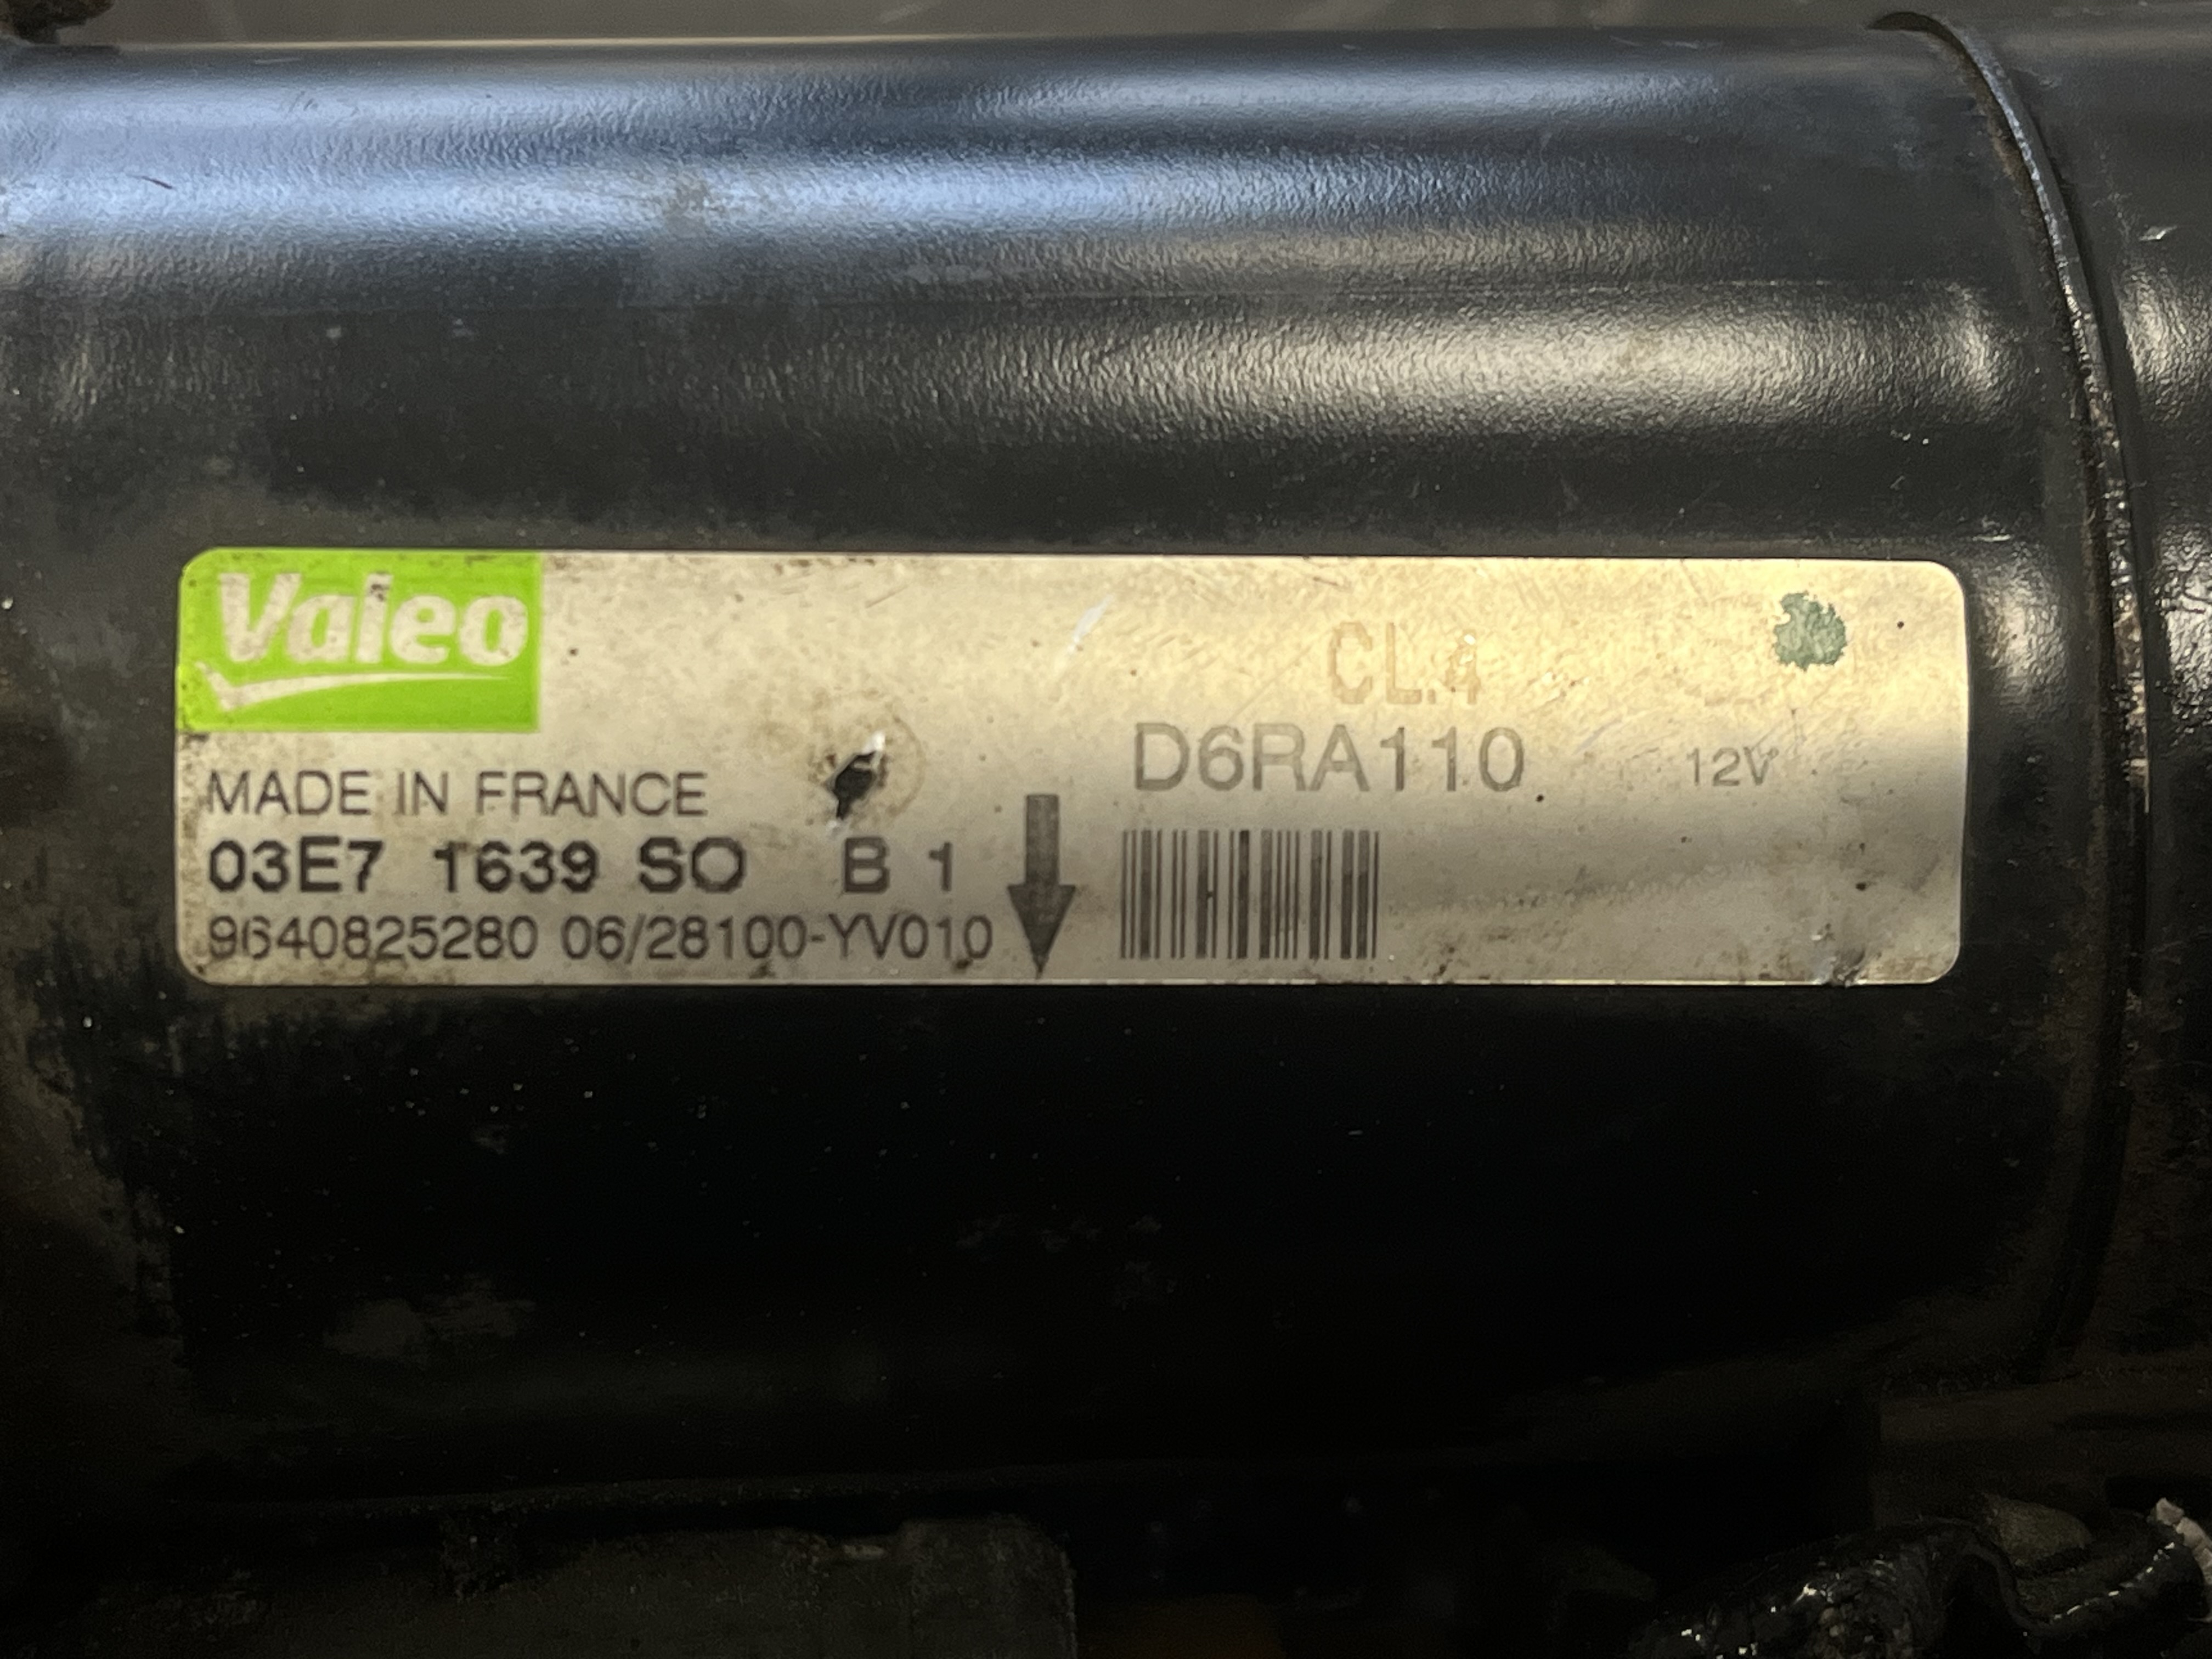 Valeo
CL.4
D6RA110 12V
MADE IN FRANCE
03E7 1639 SO B 1
9640825280 06/28100-YV010